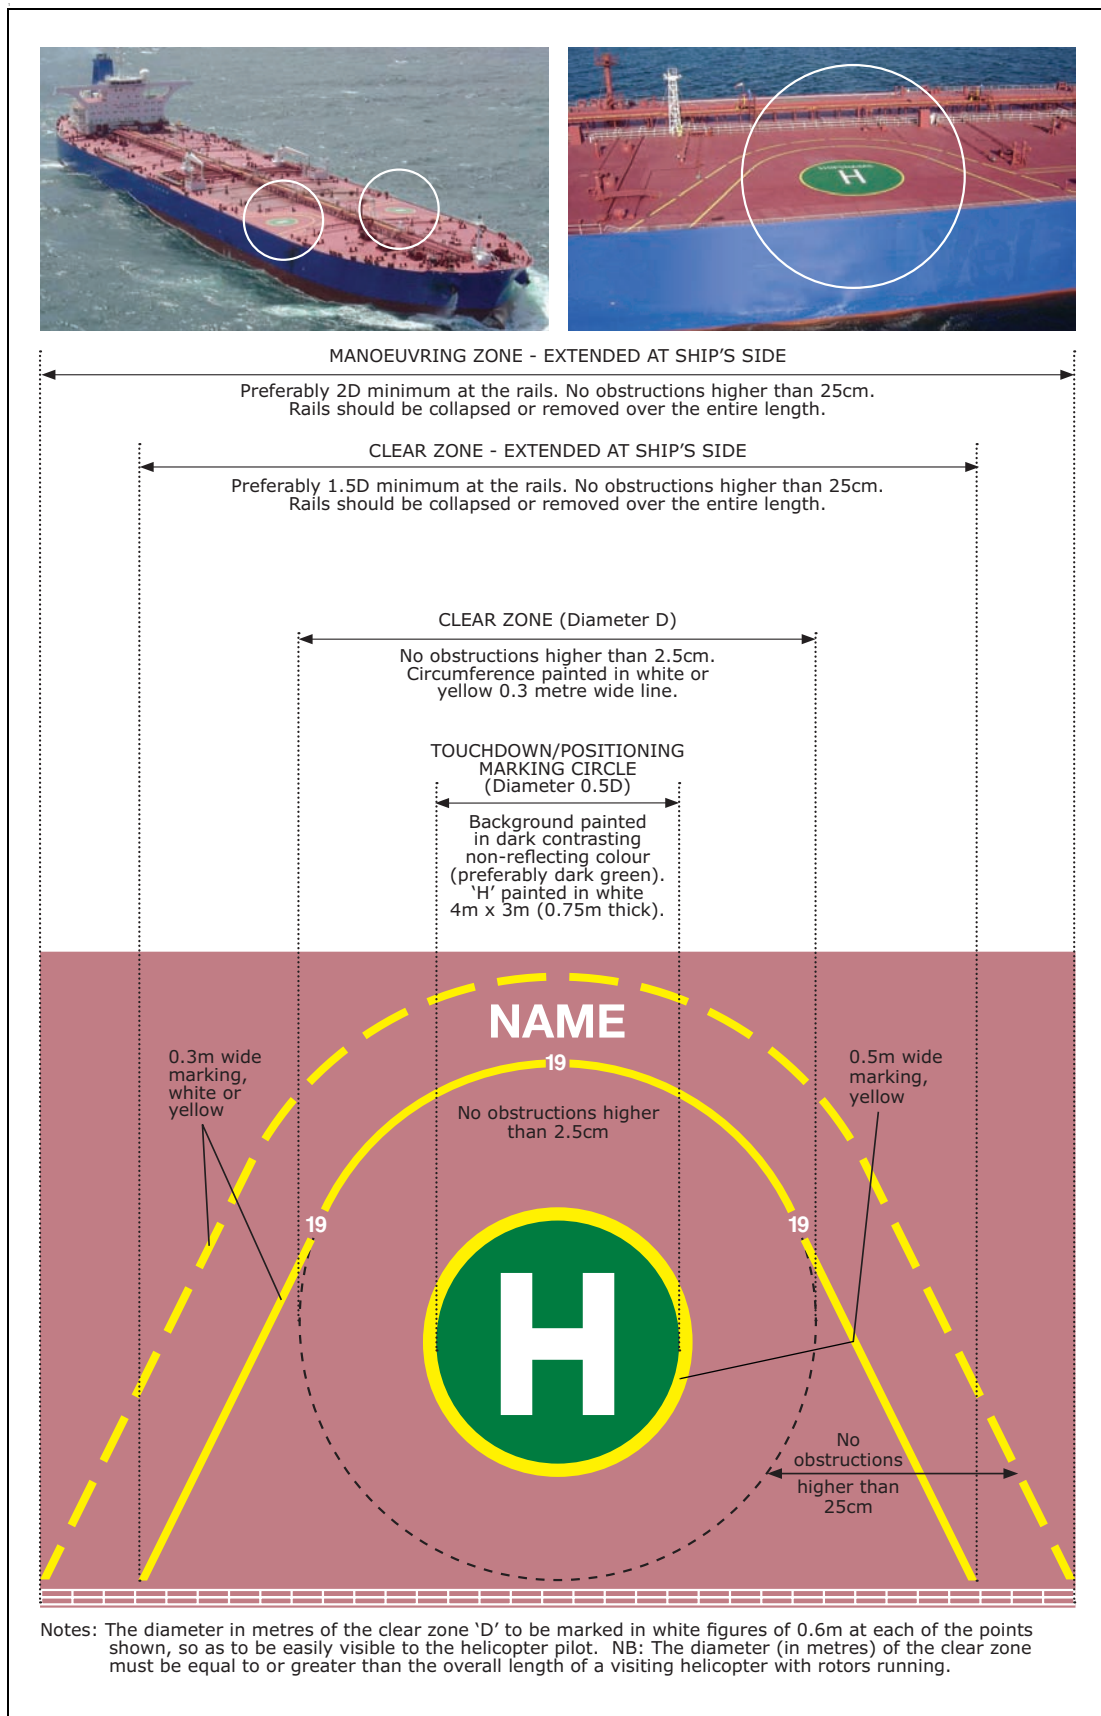 H
MANOEUVRING ZONE - EXTENDED AT SHIP'S SIDE
Preferably 2D minimum at the rails. No obstructions higher than 25cm.
Rails should be collapsed or removed over the entire length.
CLEAR ZONE - EXTENDED AT SHIP'S SIDE
Preferably 1.5D minimum at the rails. No obstructions higher than 25cm.
Rails should be collapsed or removed over the entire length.
CLEAR ZONE (Diameter D)
No obstructions higher than 2.5cm.
Circumference painted in white or
yellow 0.3 metre wide line.
TOUCHDOWN/POSITIONING
MARKING CIRCLE
(Diameter 0.5D)
Background painted
in dark contrasting
non-reflecting colour
(preferably dark green).
‘H’ painted in white
4m x 3m (0.75m thick).
NAME
19
0.3m wide
marking,
white or
yellow
0.5m wide
marking,
yellow
No obstructions higher
than 2.5cm
19
19
H
No
obstructions
higher than
25cm
Notes: The diameter in metres of the clear zone ‘D’ to be marked in white figures of 0.6m at each of the points
shown, so as to be easily visible to the helicopter pilot. NB: The diameter (in metres) of the clear zone
must be equal to or greater than the overall length of a visiting helicopter with rotors running.